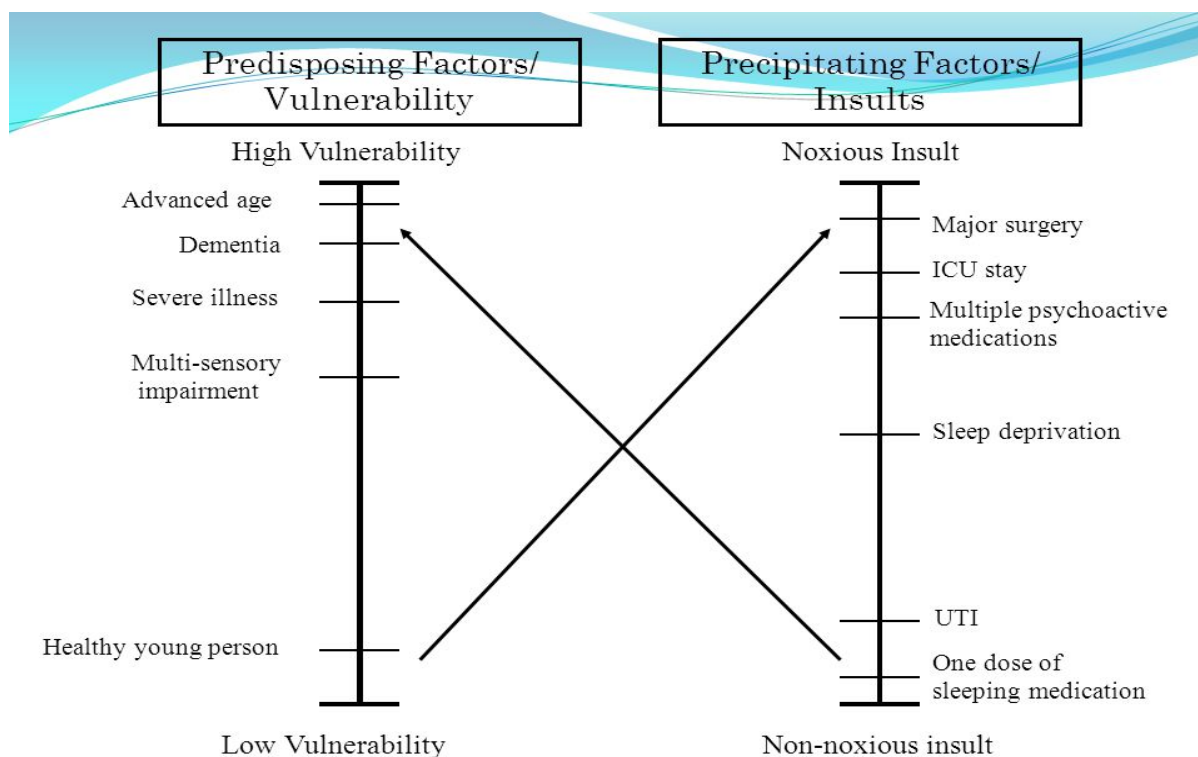 Predisposing Factors/
Vulnerability
High Vulnerability
Advanced age
Dementia
Severe illness
Multi-sensory
impairment
Healthy young person
Low Vulnerability
Precipitating Factors/
Insults
Noxious Insult
Major surgery
ICU stay
Multiple psychoactive
medications
Sleep deprivation
UTI
One dose of
sleeping medication
Non-noxious insult